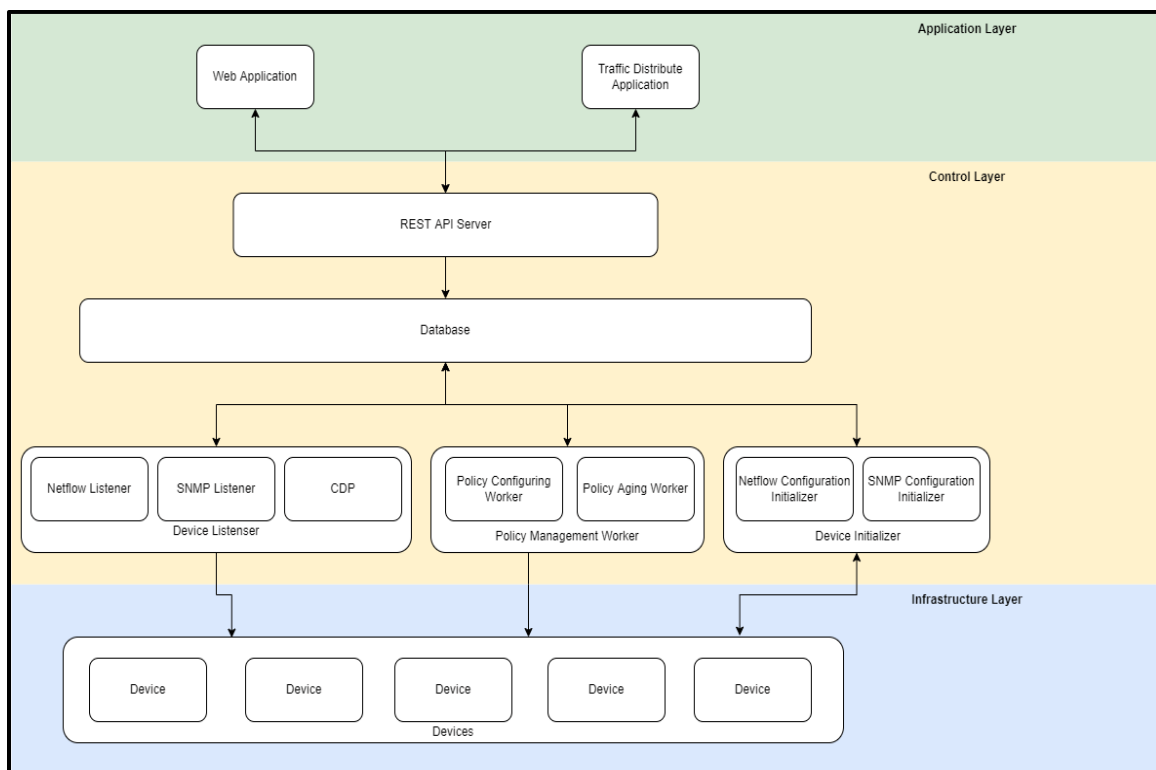 Application Layer
Web Application
Traffic Distribute
Application
Control Layer
REST API Server
Database
Netflow Listener
SNMP Listener
CDP
Device Listenser
Policy Configuring
Worker
Policy Aging Worker
Policy Management Worker
Netflow Configuration
Initializer
SNMP Configuration
Initializer
Device Initializer
Infrastructure Layer
Device
Device
Device
Device
Device
Devices